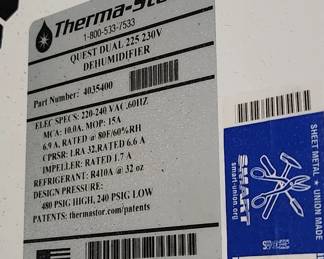 Therma-Sto
1-800-533-7533
QUEST DUAL 225 230V
DEHUMIDIFIER
Part Number: 4035400
ELEC SPECS: 220-240 VAC 60HZ
MCA: 10.0A, MOP: 15A
6.9 A, RATED @ 80F/60%RH
CPRSR: LRA 32, RATED 6.6 A
IMPELLER: RATED 1.7 A
REFRIGERANT: R410A @ 32 oz
DESIGN PRESSURE:
480 PSIG HIGH, 240 PSIG LOW
PATENTS: thermastor.com/patents
SHEET METAL ★ UNION MADE
SMART
smart-union.org